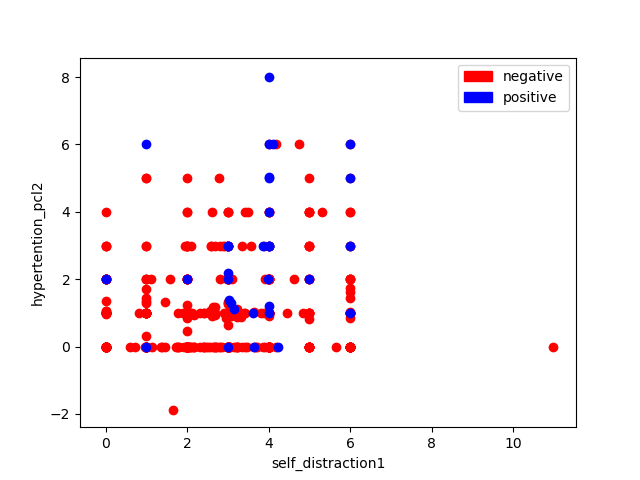 negative
positive
hypertention_pcl2
8
6
4
2
0
−2
0 2 4 6 8 10
self_distraction1